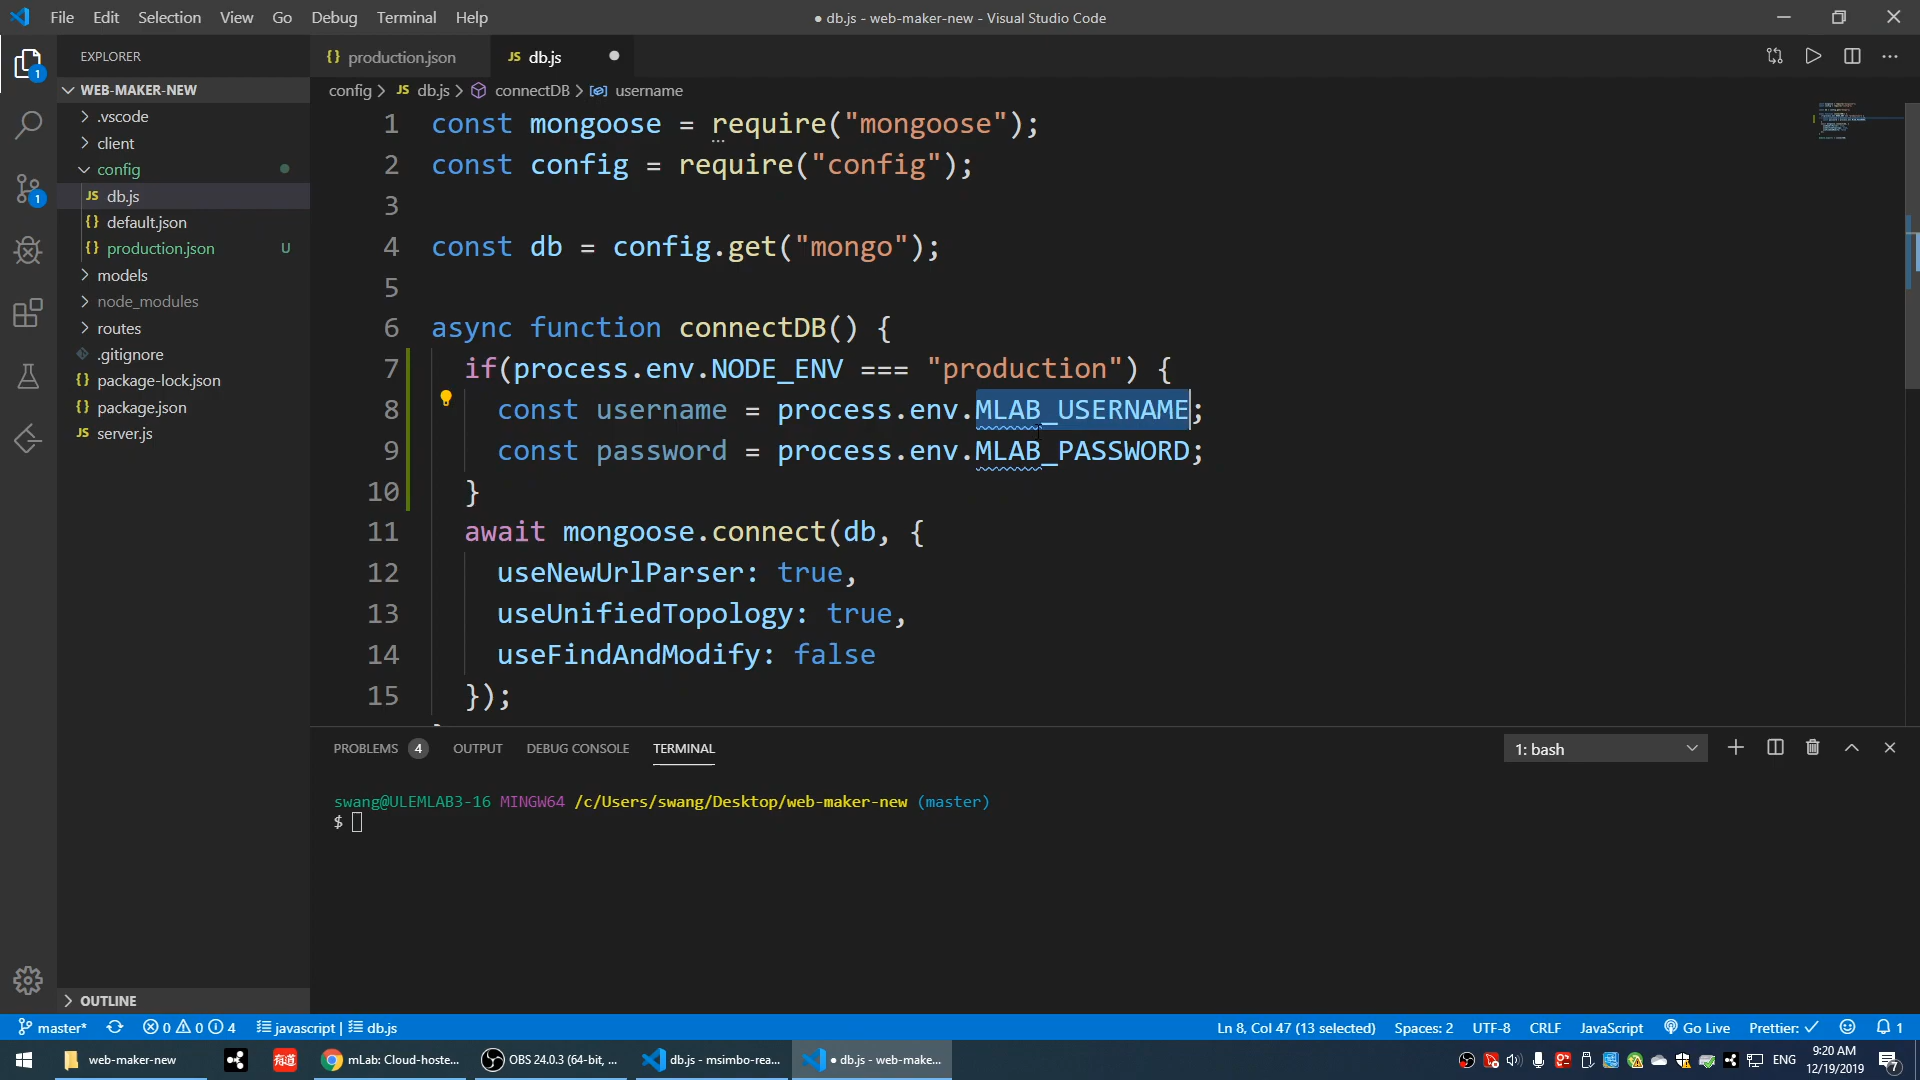 File Edit Selection View Go Debug Terminal Help
● db.js - web-maker-new - Visual Studio Code
EXPLORER
WEB-MAKER-NEW
.vscode
client
config
JS db.js
{} default.json
{} production.json U
models
node_modules
routes
.gitignore
{} package-lock.json
{} package.json
JS server.js
OUTLINE
1
1
{} production.json
JS db.js ●
config > JS db.js > connectDB > username
1 const mongoose = require("mongoose");
2 const config = require("config");
3
4 const db = config.get("mongo");
5
6 async function connectDB() {
7 if(process.env.NODE_ENV === "production") {
8 const username = process.env.MLAB_USERNAME;
9 const password = process.env.MLAB_PASSWORD;
10 }
11 await mongoose.connect(db, {
12 useNewUrlParser: true,
13 useUnifiedTopology: true,
14 useFindAndModify: false
15 });
PROBLEMS 4 OUTPUT DEBUG CONSOLE TERMINAL
1: bash
swang@ULEMLAB3-16 MINGW64 /c/Users/swang/Desktop/web-maker-new (master)
$
master* 0 0 4 javascript | db.js
Ln 8, Col 47 (13 selected) Spaces: 2 UTF-8 CRLF JavaScript Go Live Prettier: ✓ 1
web-maker-new
有道
mLab: Cloud-hoste...
OBS 24.0.3 (64-bit, ...
db.js - msimbo-rea...
● db.js - web-make...
ENG
9:20 AM
12/19/2019
7